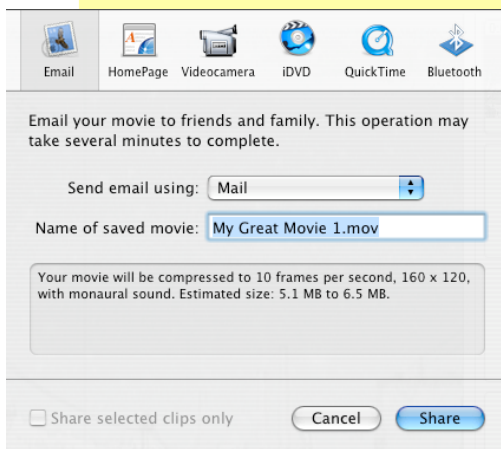 Email HomePage Videocamera iDVD QuickTime Bluetooth
Email your movie to friends and family. This operation may
take several minutes to complete.
Send email using: Mail
Name of saved movie: My Great Movie 1.mov
Your movie will be compressed to 10 frames per second, 160 x 120,
with monaural sound. Estimated size: 5.1 MB to 6.5 MB.
Share selected clips only Cancel Share